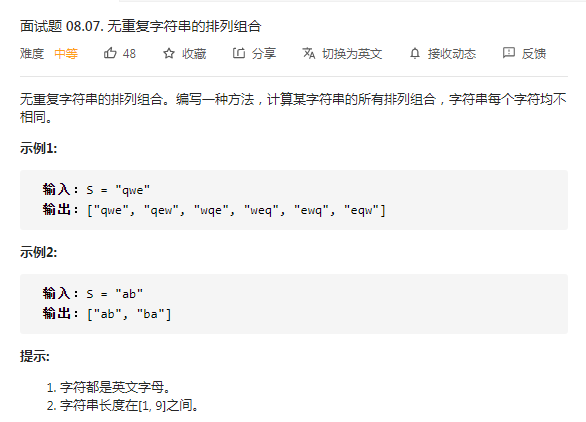 面试题 08.07. 无重复字符串的排列组合
难度 中等 48 收藏 分享 切换为英文 接收动态 反馈
无重复字符串的排列组合。编写一种方法，计算某字符串的所有排列组合，字符串每个字符均不
相同。
示例1:
输入：S = "qwe"
输出：["qwe", "qew", "wqe", "weq", "ewq", "eqw"]
示例2:
输入：S = "ab"
输出：["ab", "ba"]
提示:
1. 字符都是英文字母。
2. 字符串长度在[1, 9]之间。